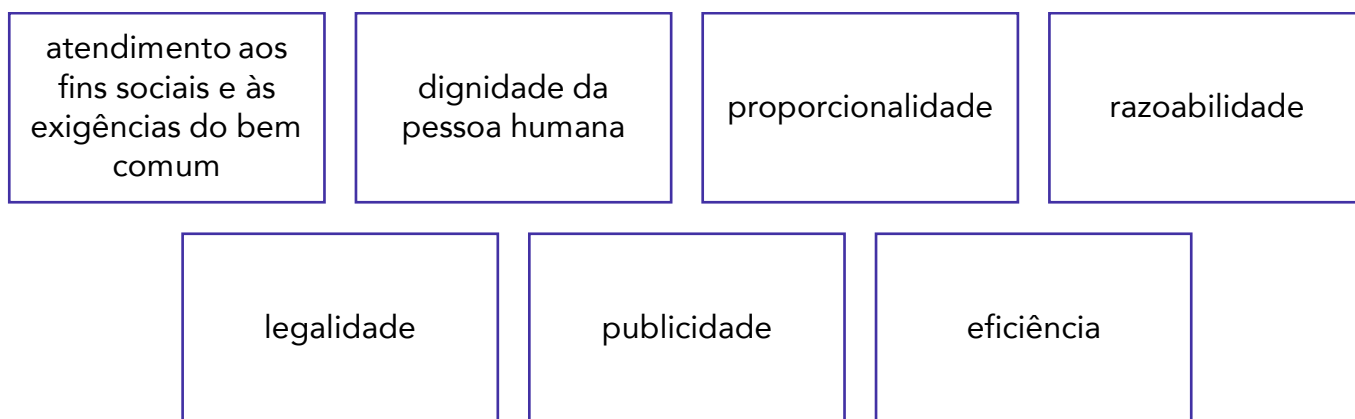 atendimento aos
fins sociais e às
exigências do bem
comum
dignidade da
pessoa humana
proporcionalidade
razoabilidade
legalidade
publicidade
eficiência